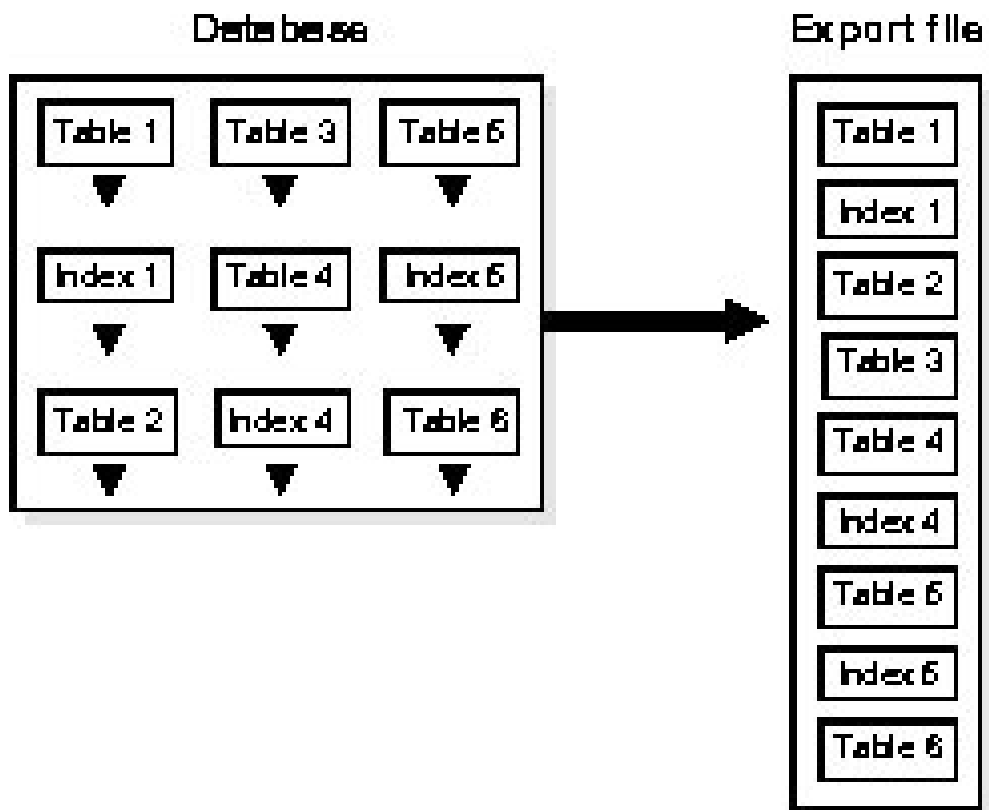 Database
Export file
Table 1
Table 3
Table 5
Index 1
Table 4
Index 5
Table 2
Index 4
Table 6
Table 1
Index 1
Table 2
Table 3
Table 4
Index 4
Table 5
Index 5
Table 6